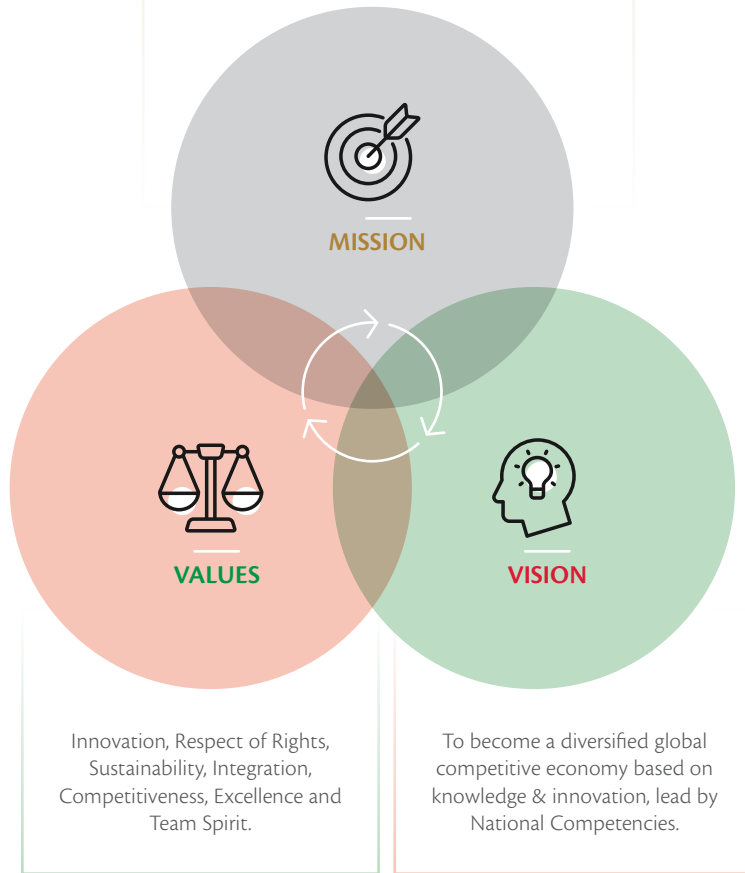 MISSION
VALUES
VISION
Innovation, Respect of Rights,
Sustainability, Integration,
Competitiveness, Excellence and
Team Spirit.
To become a diversified global
competitive economy based on
knowledge & innovation, lead by
National Competencies.